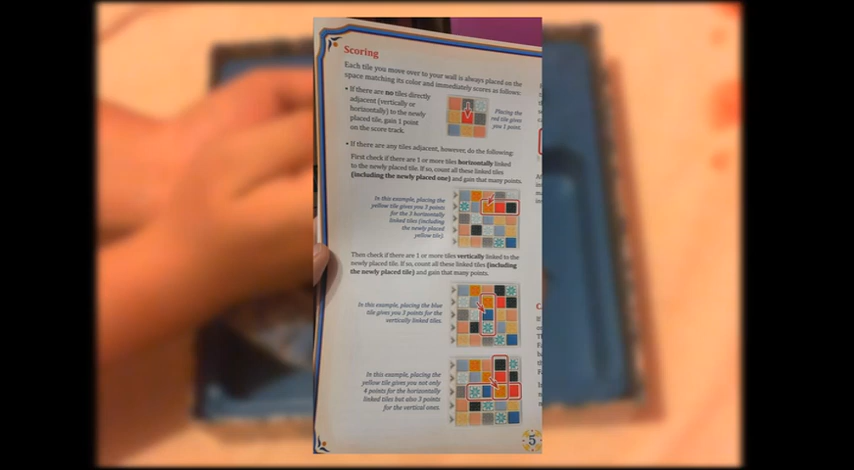 Scoring
Each tile you move over to your wall is always placed on the
space matching its color and immediately scores as follows:
• If there are no tiles directly
adjacent (vertically or
horizontally) to the newly
placed tile, gain 1 point
on the score track.
Placing the
red tile gives
you 1 point.
• If there are any tiles adjacent, however, do the following:
First check if there are 1 or more tiles horizontally linked
to the newly placed tile. If so, count all these linked tiles
(including the newly placed one) and gain that many points.
In this example, placing the
yellow tile gives you 3 points
for the 3 horizontally
linked tiles (including
the newly placed
yellow tile).
Then check if there are 1 or more tiles vertically linked to the
newly placed tile. If so, count all these linked tiles (including
the newly placed tile) and gain that many points.
In this example, placing the blue
tile gives you 3 points for the
vertically linked tiles.
In this example, placing the
yellow tile gives you not only
4 points for the horizontally
linked tiles but also 3 points
for the vertical ones.
5